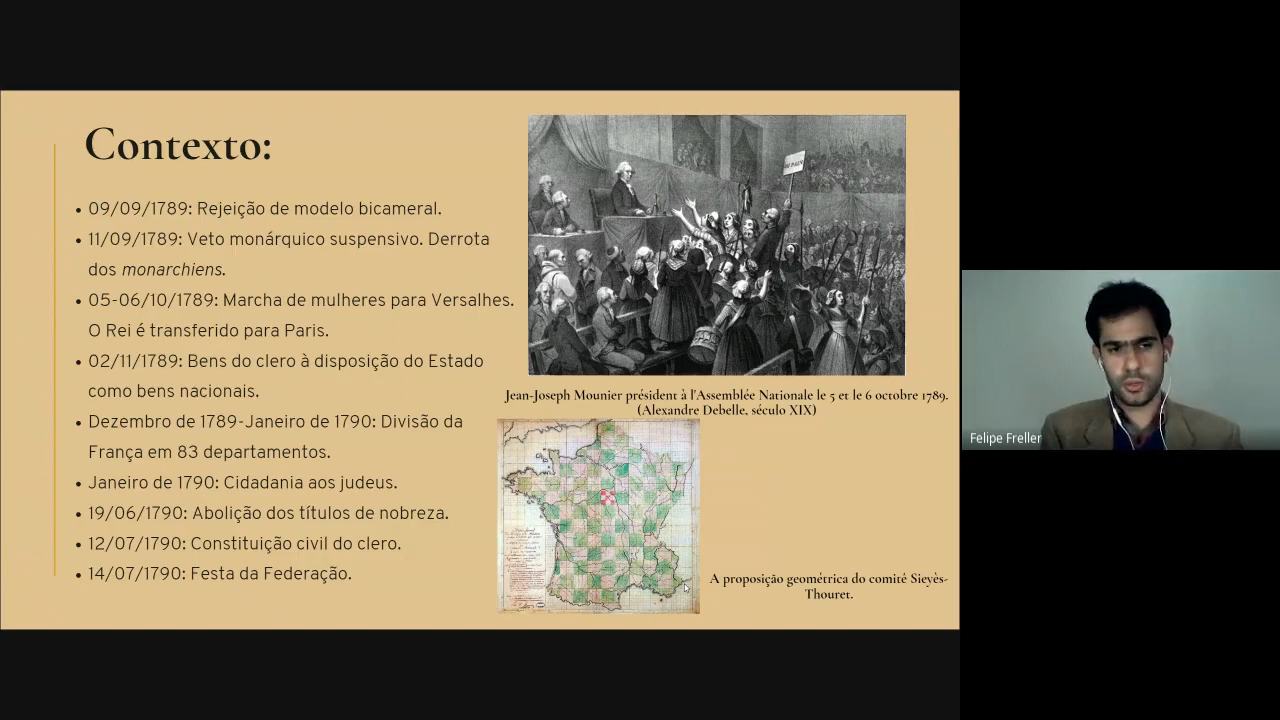 Contexto:
• 09/09/1789: Rejeição de modelo bicameral.
• 11/09/1789: Veto monárquico suspensivo. Derrota
dos monarchiens.
• 05-06/10/1789: Marcha de mulheres para Versalhes.
O Rei é transferido para Paris.
• 02/11/1789: Bens do clero à disposição do Estado
como bens nacionais.
• Dezembro de 1789-Janeiro de 1790: Divisão da
França em 83 departamentos.
• Janeiro de 1790: Cidadania aos judeus.
• 19/06/1790: Abolição dos títulos de nobreza.
• 12/07/1790: Constituição civil do clero.
• 14/07/1790: Festa da Federação.
Jean-Joseph Mounier président à l'Assemblée Nationale le 5 et le 6 octobre 1789.
(Alexandre Debelle, século XIX)
A proposição geométrica do comitê Sieyès-
Thouret.
Felipe Freller